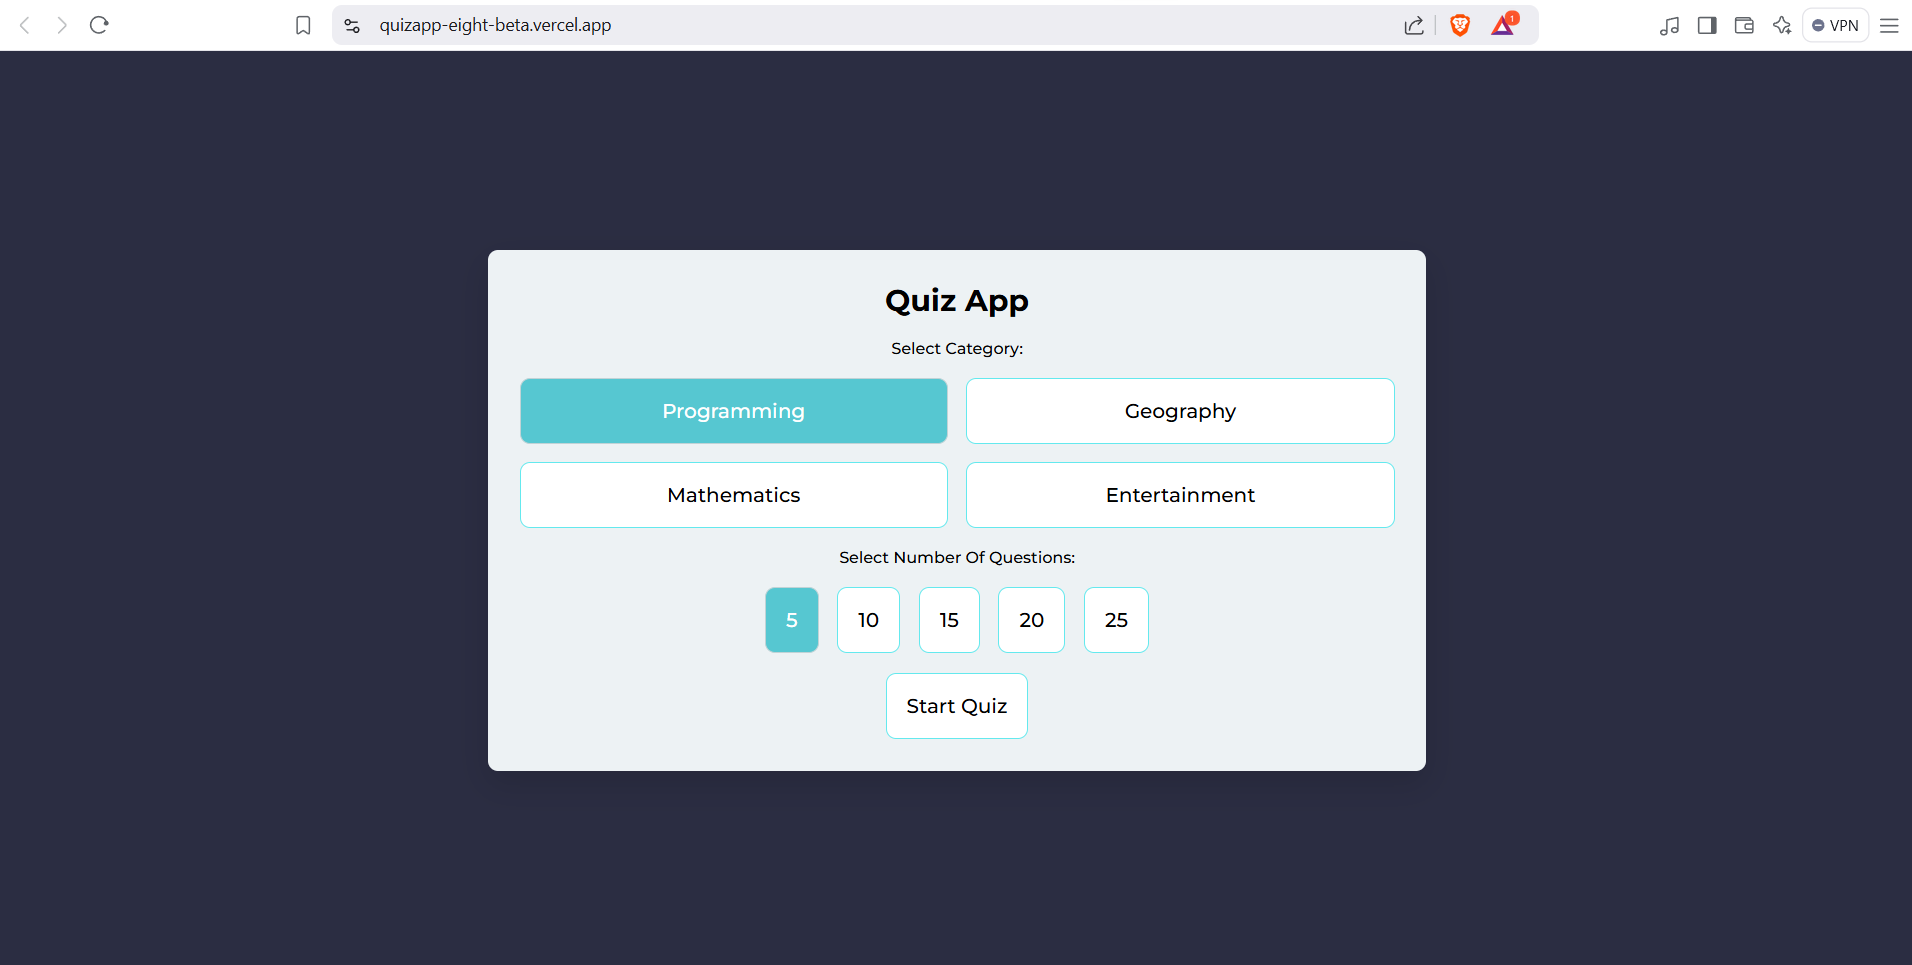 quizapp-eight-beta.vercel.app
1
VPN
Quiz App
Select Category:
Programming
Geography
Mathematics
Entertainment
Select Number Of Questions:
5 10 15 20 25
Start Quiz